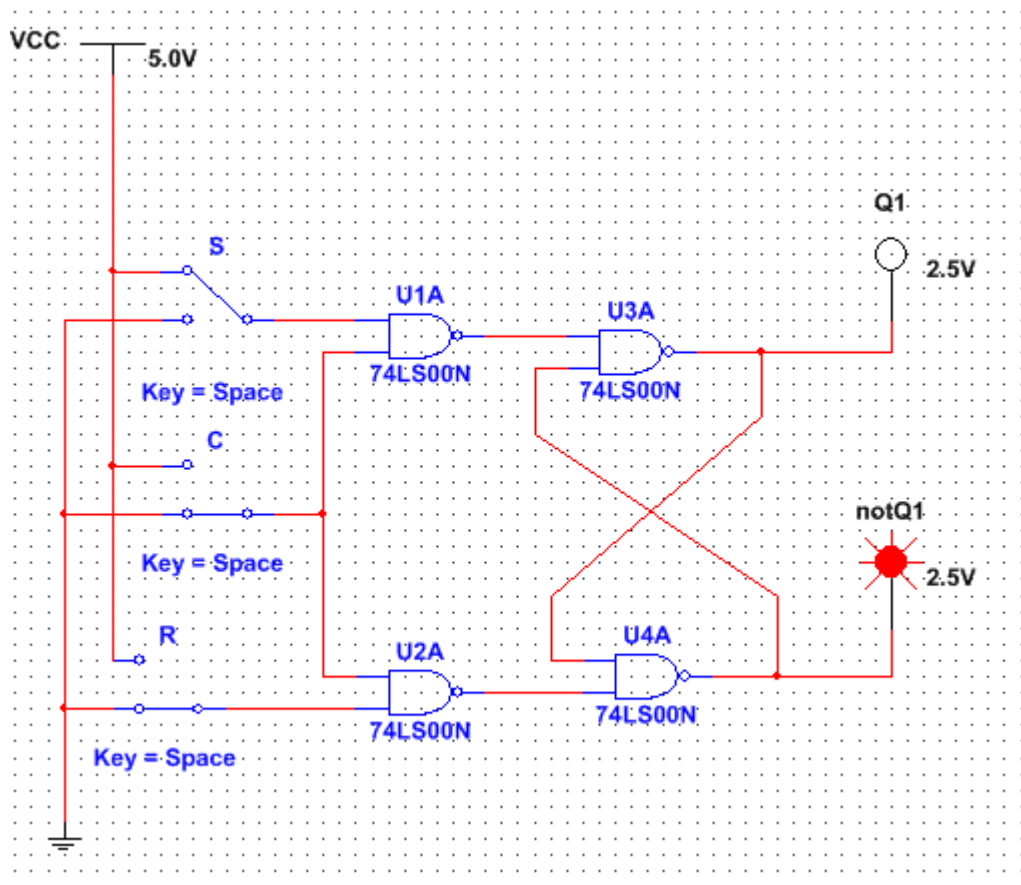 VCC
5.0V
Q1
2.5V
S
U1A
U3A
74LS00N
74LS00N
Key = Space
C
notQ1
2.5V
Key = Space
R
U2A
U4A
74LS00N
74LS00N
Key = Space